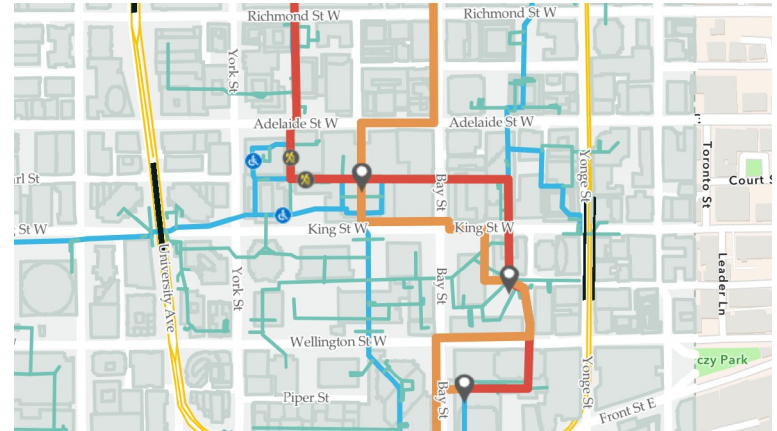 Richmond St W
Richmond St W
York St
Adelaide St W
Adelaide St W
Toronto St
Court S
Yonge St
Bay St
rl St
St W
King St W
King St W
University Ave
York St
Bay St
Leader Ln
Wellington St W
czy Park
Yonge St
Piper St
Bay St
Front St E